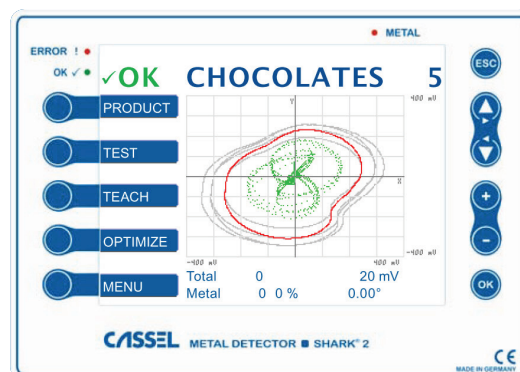 METAL
ERROR !
OK ✓
✓OK CHOCOLATES 5
PRODUCT
TEST
TEACH
OPTIMIZE
MENU
Y
400 mV
X
-400 mV
-400 mV
400 mV
Total 0 20 mV
Metal 0 0 % 0.00°
ESC
+
-
OK
CASSEL METAL DETECTOR ■ SHARK® 2
CE
MADE IN GERMANY